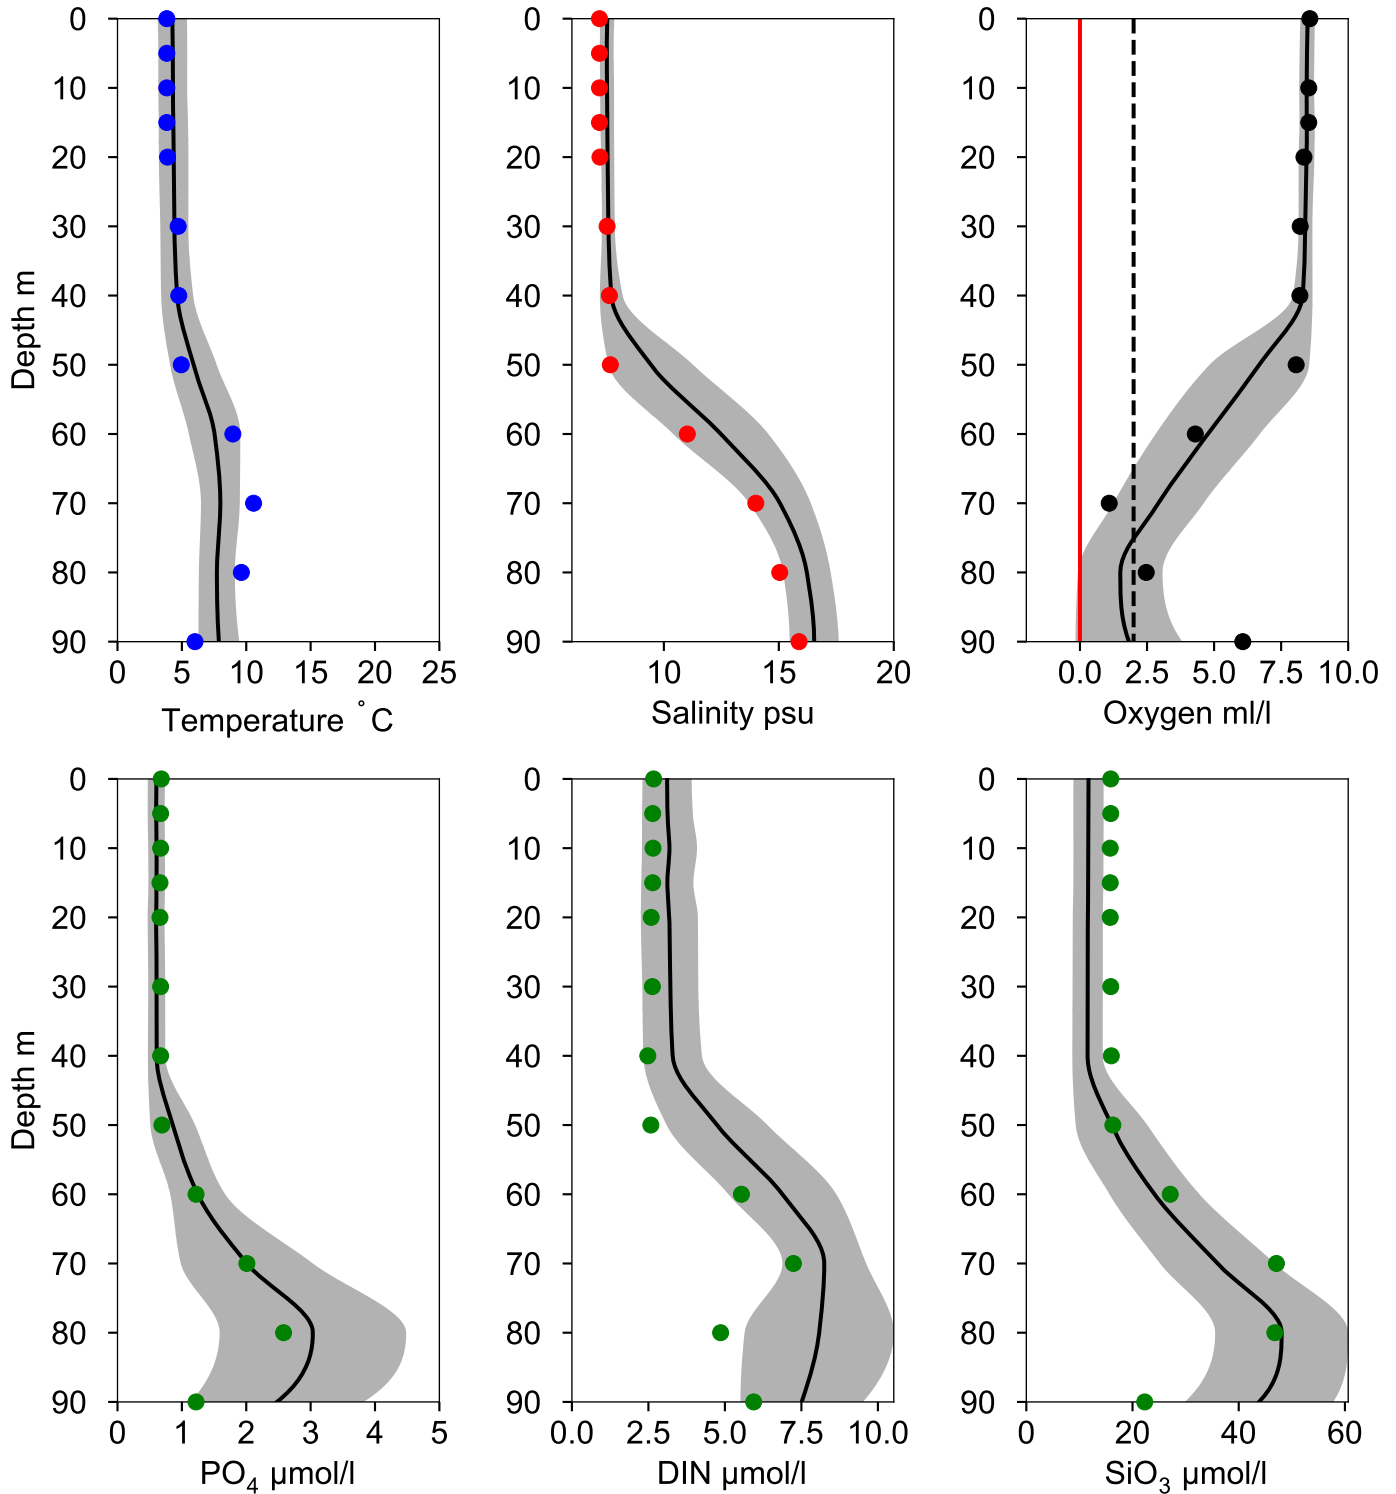 0 0 0
10 10 10
20 20 20
30 30 30
40 40 40
50 50 50
60 60 60
70 70 70
80 80 80
90 90 90
Depth m
0 5 10 15 20 25
Temperature °C
10 15 20
Salinity psu
0.0 2.5 5.0 7.5 10.0
Oxygen ml/l
0 0 0
10 10 10
20 20 20
30 30 30
40 40 40
50 50 50
60 60 60
70 70 70
80 80 80
90 90 90
Depth m
0 1 2 3 4 5
PO₄ µmol/l
0.0 2.5 5.0 7.5 10.0
DIN µmol/l
0 20 40 60
SiO₃ µmol/l